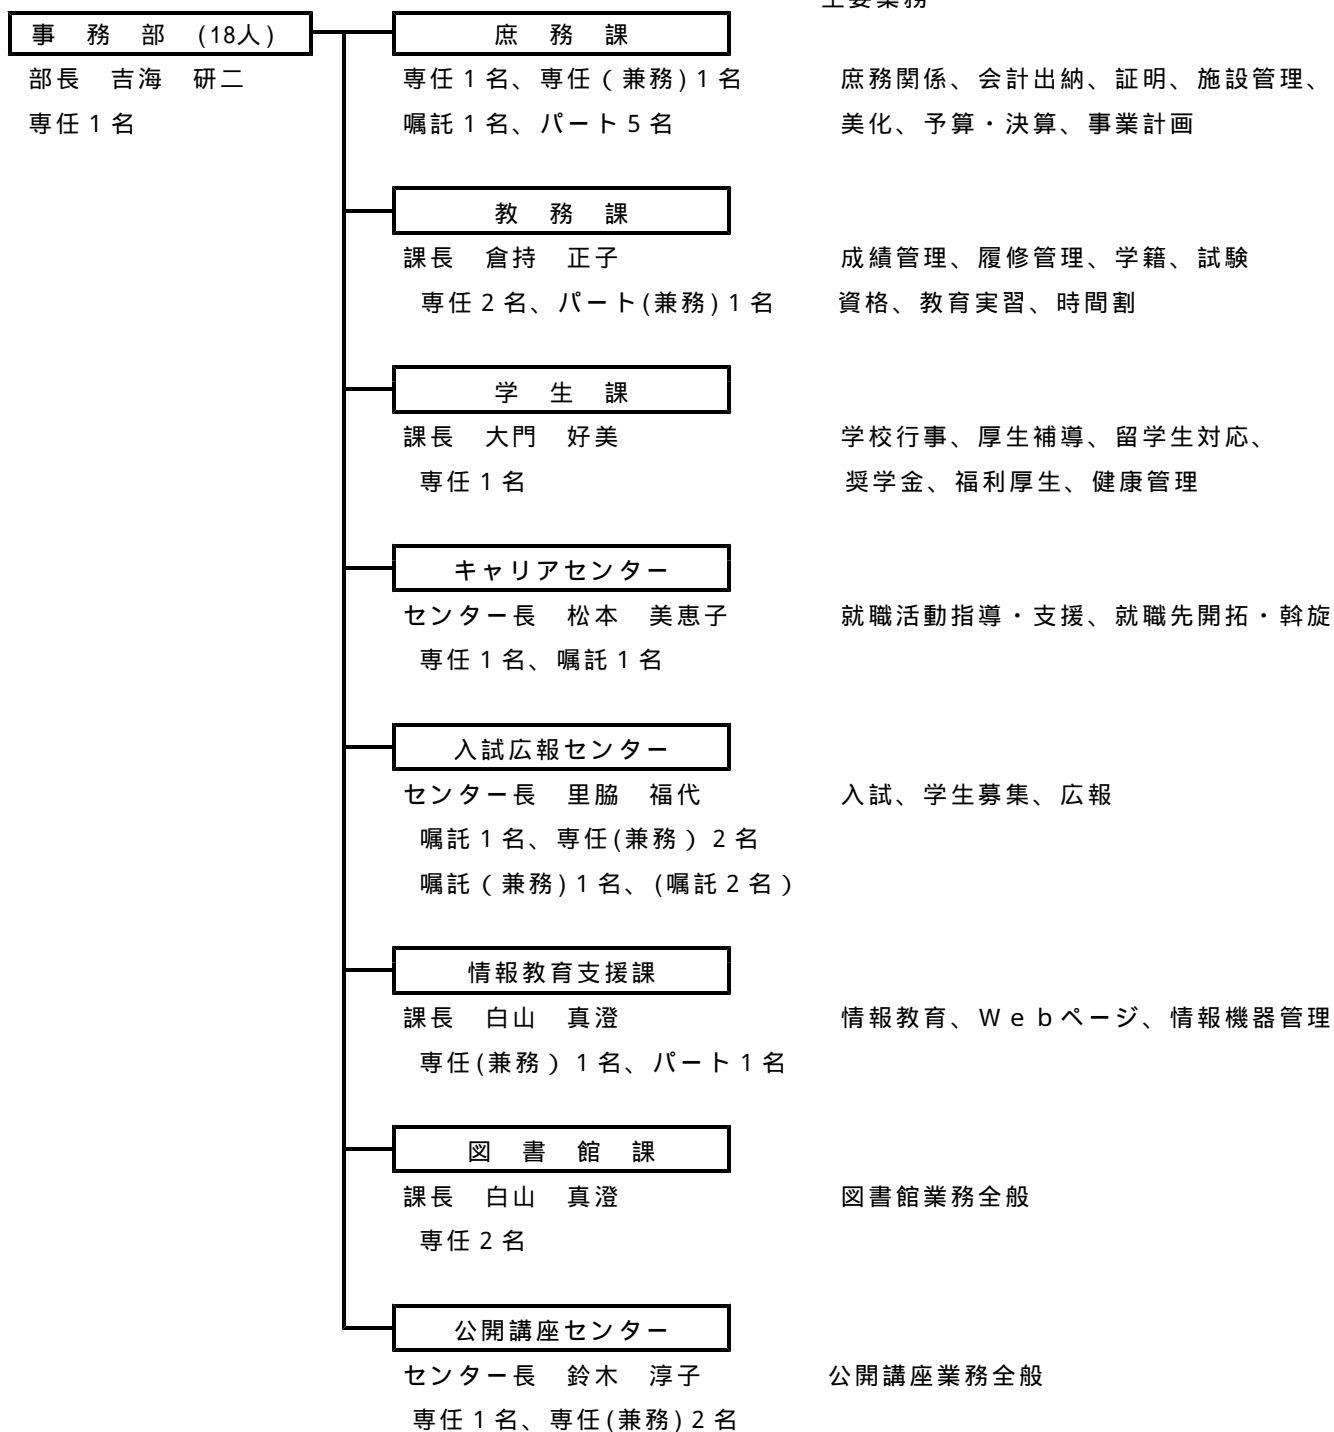 主要業務
事 務 部 (18人) 庶 務 課
部長 吉海 研二 専任1名、専任(兼務)1名 庶務関係、会計出納、証明、施設管理、
専任1名 嘱託1名、パート5名 美化、予算・決算、事業計画
教 務 課
課長 倉持 正子 成績管理、履修管理、学籍、試験
専任2名、パート(兼務)1名 資格、教育実習、時間割
学 生 課
課長 大門 好美 学校行事、厚生補導、留学生対応、
専任1名 奨学金、福利厚生、健康管理
キャリアセンター
センター長 松本 美恵子 就職活動指導・支援、就職先開拓・斡旋
専任1名、嘱託1名
入試広報センター
センター長 里脇 福代 入試、学生募集、広報
嘱託1名、専任(兼務)2名
嘱託(兼務)1名、(嘱託2名)
情報教育支援課
課長 白山 真澄 情報教育、Webページ、情報機器管理
専任(兼務)1名、パート1名
図 書 館 課
課長 白山 真澄 図書館業務全般
専任2名
公開講座センター
センター長 鈴木 淳子 公開講座業務全般
専任1名、専任(兼務)2名